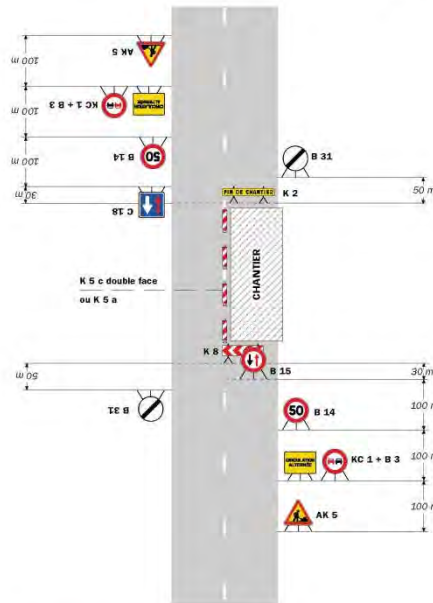 AK 5
100 m
KC 1 + B 3
CIRCULATION
ALTERNÉE
100 m
B 14
50
100 m
C 18
30 m
B 31
50 m
FIN DE CHANTIER
K 2
K 5 c double face
ou K 5 a
CHANTIER
K 8
B 15
30 m
50 m
B 31
50
B 14
100 m
CIRCULATION
ALTERNÉE
KC 1 + B 3
100 m
AK 5
100 m